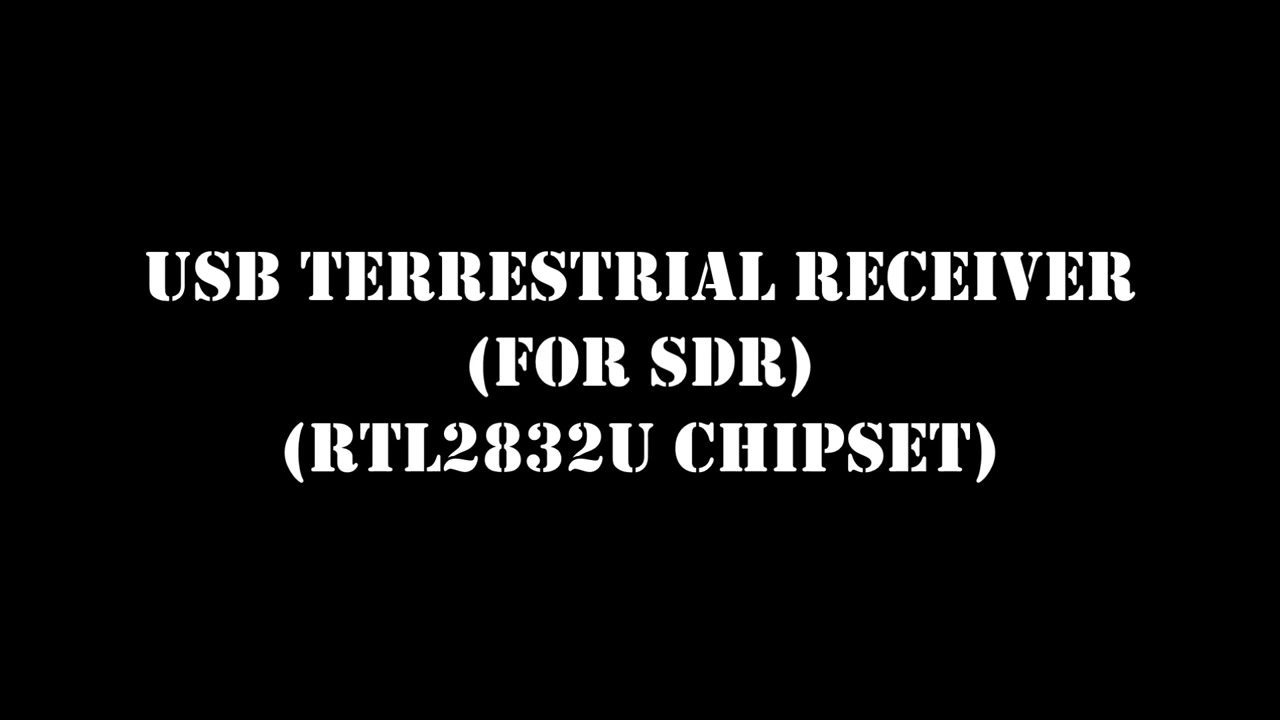 USB TERRESTRIAL RECEIVER
(FOR SDR)
(RTL2832U CHIPSET)